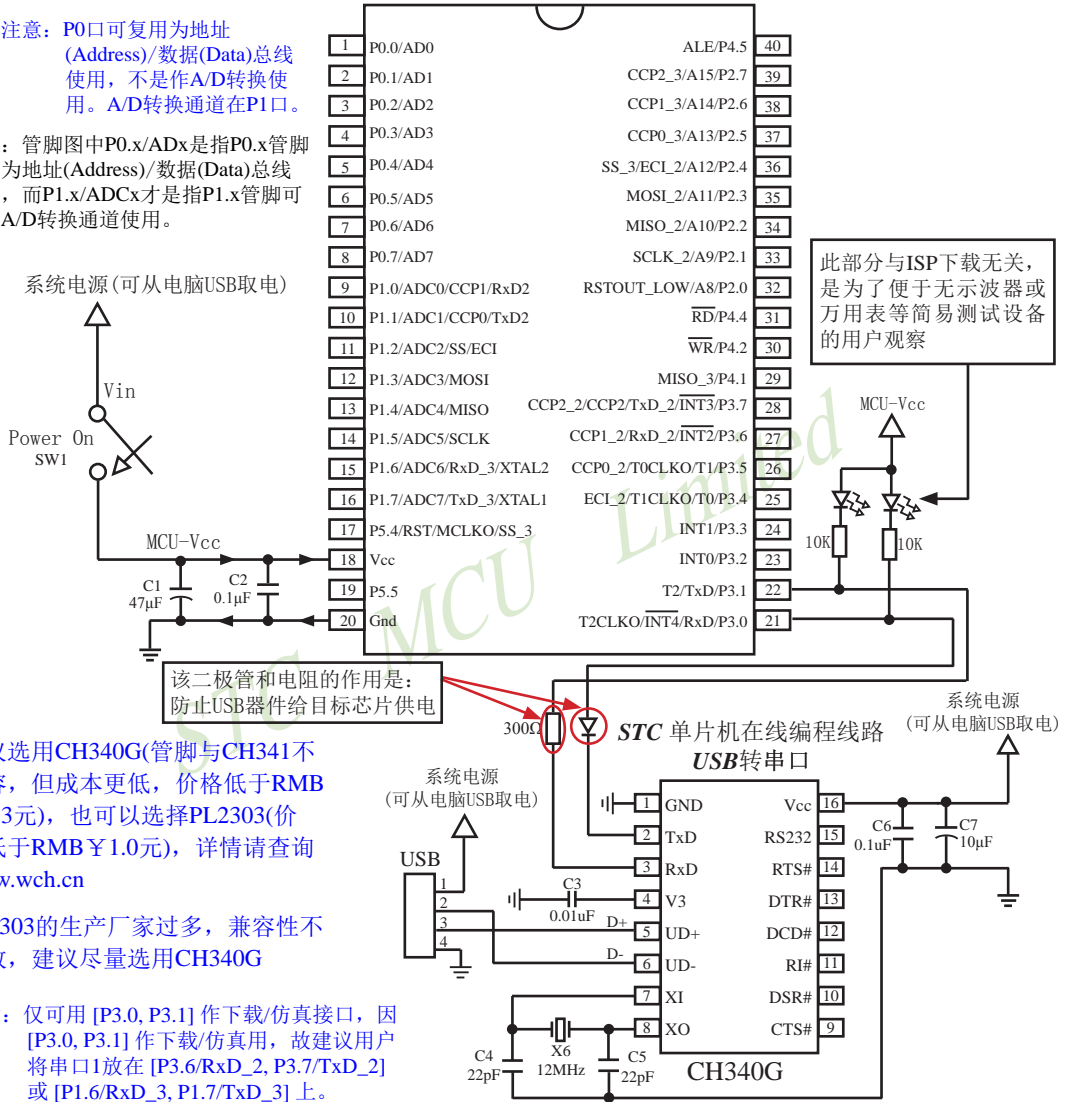 注意：P0口可复用为地址
(Address)/数据(Data)总线
使用，不是作A/D转换使
用。A/D转换通道在P1口。
：管脚图中P0.x/ADx是指P0.x管脚
为地址(Address)/数据(Data)总线
，而P1.x/ADCx才是指P1.x管脚可
A/D转换通道使用。
系统电源(可从电脑USB取电)
Vin
Power On
SW1
MCU-Vcc
C1
47μF
C2
0.1μF
1 P0.0/AD0
2 P0.1/AD1
3 P0.2/AD2
4 P0.3/AD3
5 P0.4/AD4
6 P0.5/AD5
7 P0.6/AD6
8 P0.7/AD7
9 P1.0/ADC0/CCP1/RxD2
10 P1.1/ADC1/CCP0/TxD2
11 P1.2/ADC2/SS/ECI
12 P1.3/ADC3/MOSI
13 P1.4/ADC4/MISO
14 P1.5/ADC5/SCLK
15 P1.6/ADC6/RxD_3/XTAL2
16 P1.7/ADC7/TxD_3/XTAL1
17 P5.4/RST/MCLKO/SS_3
18 Vcc
19 P5.5
20 Gnd
ALE/P4.5 40
CCP2_3/A15/P2.7 39
CCP1_3/A14/P2.6 38
CCP0_3/A13/P2.5 37
SS_3/ECI_2/A12/P2.4 36
MOSI_2/A11/P2.3 35
MISO_2/A10/P2.2 34
SCLK_2/A9/P2.1 33
RSTOUT_LOW/A8/P2.0 32
RD/P4.4 31
WR/P4.2 30
MISO_3/P4.1 29
CCP2_2/CCP2/TxD_2/INT3/P3.7 28
CCP1_2/RxD_2/INT2/P3.6 27
CCP0_2/T0CLKO/T1/P3.5 26
ECI_2/T1CLKO/T0/P3.4 25
INT1/P3.3 24
INT0/P3.2 23
T2/TxD/P3.1 22
T2CLKO/INT4/RxD/P3.0 21
STC MCU Limited
此部分与ISP下载无关，
是为了便于无示波器或
万用表等简易测试设备
的用户观察
MCU-Vcc
10K
10K
该二极管和电阻的作用是：
防止USB器件给目标芯片供电
300Ω
STC 单片机在线编程线路
USB转串口
系统电源
(可从电脑USB取电)
议选用CH340G(管脚与CH341不
容，但成本更低，价格低于RMB
3元)，也可以选择PL2303(价
低于RMB￥1.0元)，详情请查询
w.wch.cn
303的生产厂家过多，兼容性不
改，建议尽量选用CH340G
：仅可用 [P3.0, P3.1] 作下载/仿真接口，因
[P3.0, P3.1] 作下载/仿真用，故建议用户
将串口1放在 [P3.6/RxD_2, P3.7/TxD_2]
或 [P1.6/RxD_3, P1.7/TxD_3] 上。
系统电源
(可从电脑USB取电)
USB
1
2
3
4
C3
0.01uF
D+
D-
1 GND
2 TxD
3 RxD
4 V3
5 UD+
6 UD-
7 XI
8 XO
Vcc 16
RS232 15
RTS# 14
DTR# 13
DCD# 12
RI# 11
DSR# 10
CTS# 9
CH340G
C6
0.1uF
C7
10μF
C4
22pF
X6
12MHz
C5
22pF